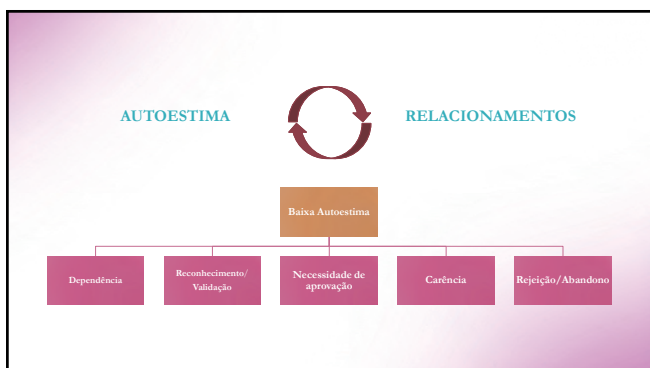 AUTOESTIMA
RELACIONAMENTOS
Baixa Autoestima
Dependência
Reconhecimento/
Validação
Necessidade de
aprovação
Carência
Rejeição/Abandono